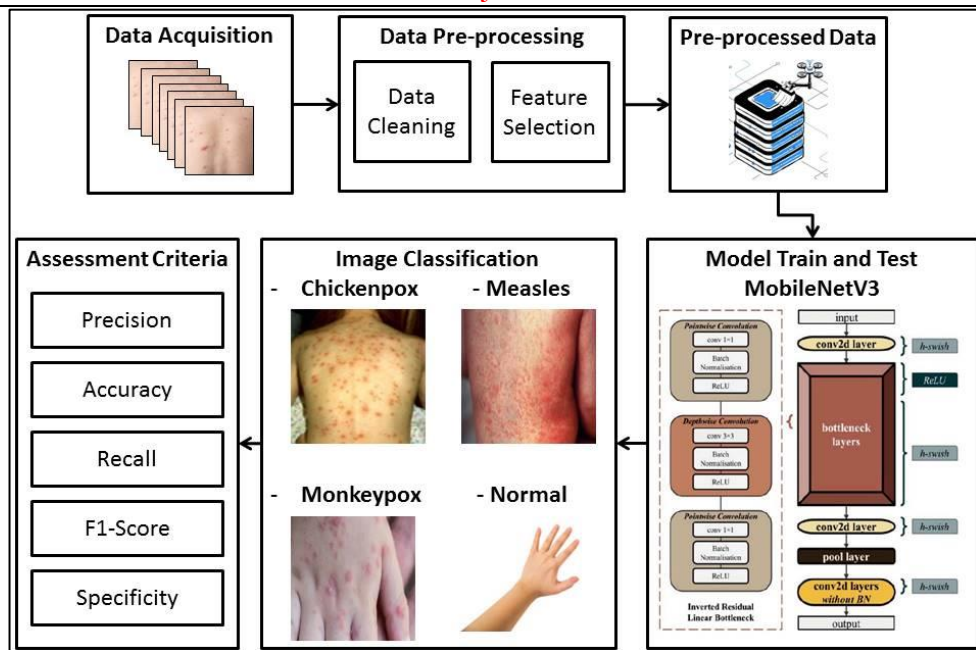 Data Acquisition
Data Pre-processing
Data
Cleaning
Feature
Selection
Pre-processed Data
Model Train and Test
MobileNetV3
Pointwise Convolution
conv 1×1
Batch
Normalisation
ReLU
Depthwise Convolution
conv 3×3
Batch
Normalisation
ReLU
Pointwise Convolution
conv 1×1
Batch
Normalisation
ReLU
Inverted Residual
Linear Bottleneck
input
conv2d layer
h-swish
ReLU
bottleneck
layers
h-swish
conv2d layer
h-swish
pool layer
conv2d layers
without BN
h-swish
output
Image Classification
- Chickenpox
- Measles
- Monkeypox
- Normal
Assessment Criteria
Precision
Accuracy
Recall
F1-Score
Specificity